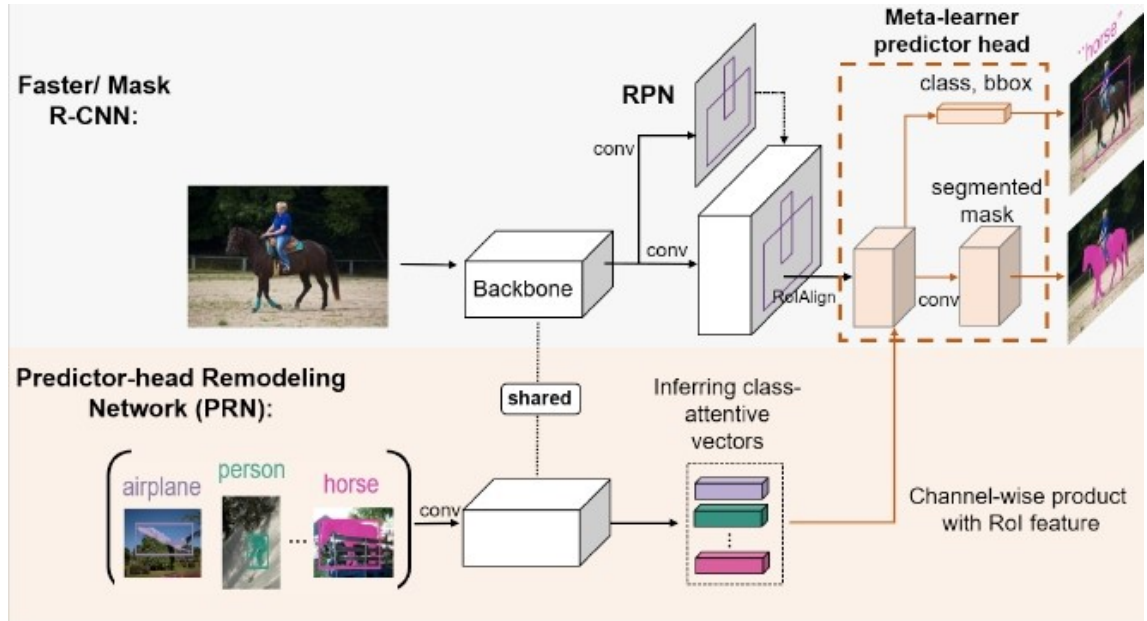 Meta-learner
predictor head
"horse"
Faster/ Mask
R-CNN:
RPN
class, bbox
conv
segmented
mask
Backbone
conv
RoIAlign
conv
Predictor-head Remodeling
Network (PRN):
shared
Inferring class-
attentive
vectors
airplane
person
horse
...
conv
Channel-wise product
with RoI feature